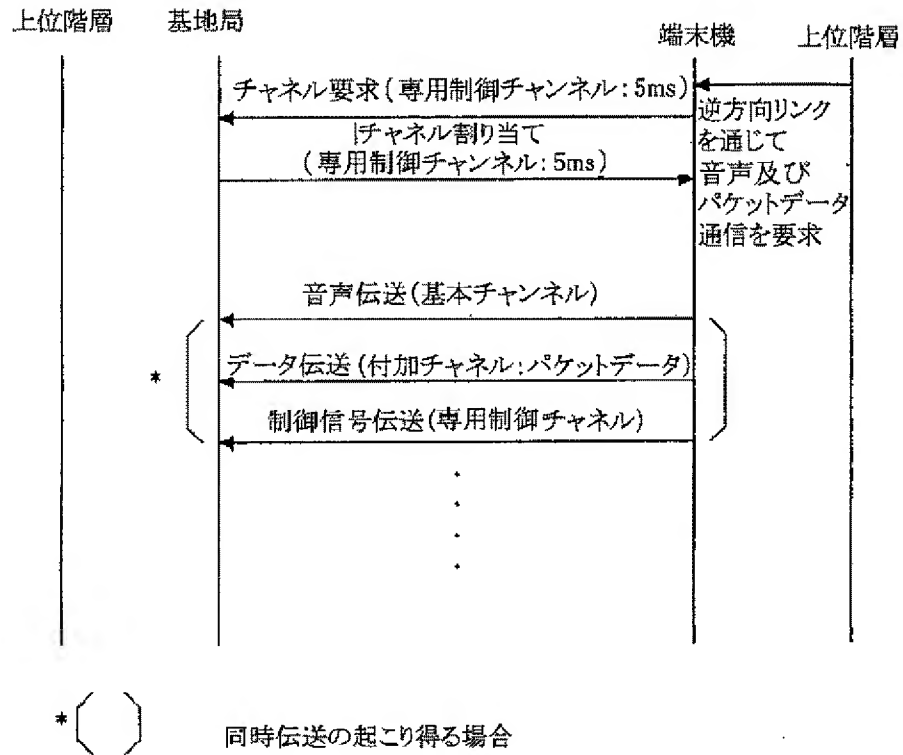 上位階層 基地局 端末機 上位階層
チャネル要求(専用制御チャンネル:5ms)
チャネル割り当て
(専用制御チャンネル:5ms)
逆方向リンク
を通じて
音声及び
パケットデータ
通信を要求
音声伝送(基本チャンネル)
* データ伝送(付加チャネル:パケットデータ)
制御信号伝送(専用制御チャネル)
* ( ) 同時伝送の起こり得る場合